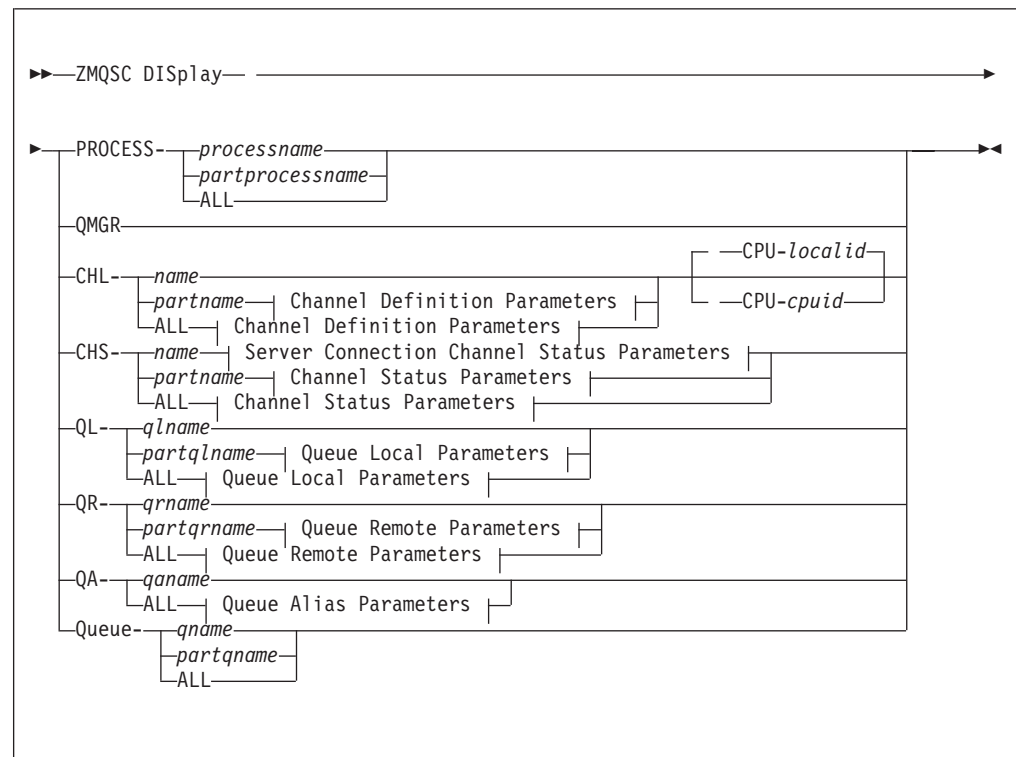 ZMQSC DISplay
PROCESS- processname
partprocessname
ALL
QMGR
CPU-localid
CHL- name
partname Channel Definition Parameters CPU-cpuid
ALL Channel Definition Parameters
CHS- name Server Connection Channel Status Parameters
partname Channel Status Parameters
ALL Channel Status Parameters
QL- qlname
partqlname Queue Local Parameters
ALL Queue Local Parameters
QR- qrname
partqrname Queue Remote Parameters
ALL Queue Remote Parameters
QA- qaname
ALL Queue Alias Parameters
Queue- qname
partqname
ALL